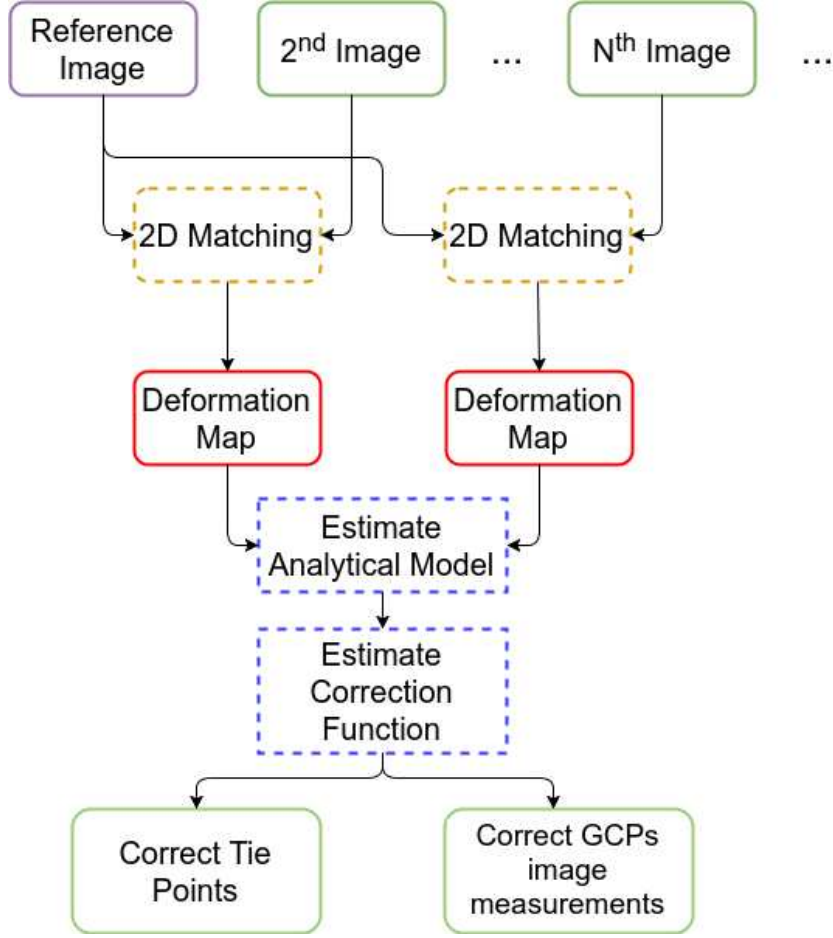 Reference
Image
2nd Image
...
Nth Image
...
2D Matching
2D Matching
Deformation
Map
Deformation
Map
Estimate
Analytical Model
Estimate
Correction
Function
Correct Tie
Points
Correct GCPs
image
measurements